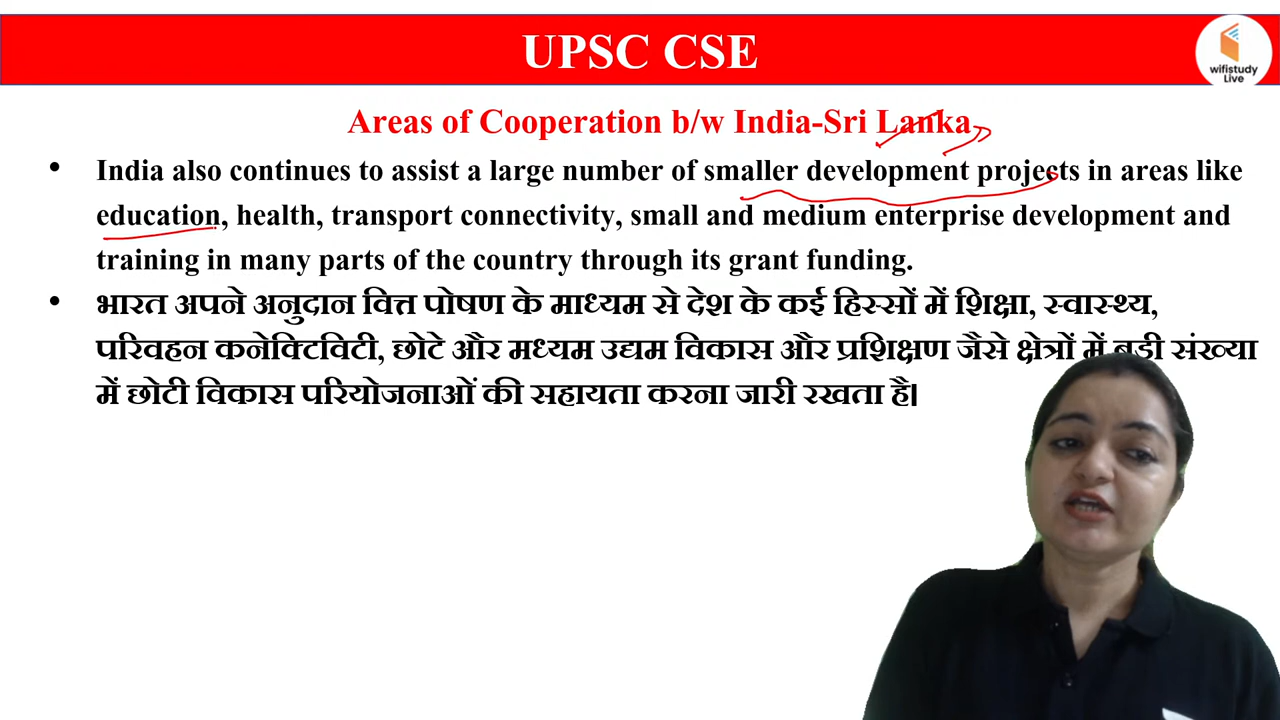 UPSC CSE
wifistudy
Live
Areas of Cooperation b/w India-Sri Lanka
• India also continues to assist a large number of smaller development projects in areas like
education, health, transport connectivity, small and medium enterprise development and
training in many parts of the country through its grant funding.
• भारत अपने अनुदान वित्त पोषण के माध्यम से देश के कई हिस्सों में शिक्षा, स्वास्थ्य,
परिवहन कनेक्टिविटी, छोटे और मध्यम उद्यम विकास और प्रशिक्षण जैसे क्षेत्रों में बड़ी संख्या
में छोटी विकास परियोजनाओं की सहायता करना जारी रखता है।